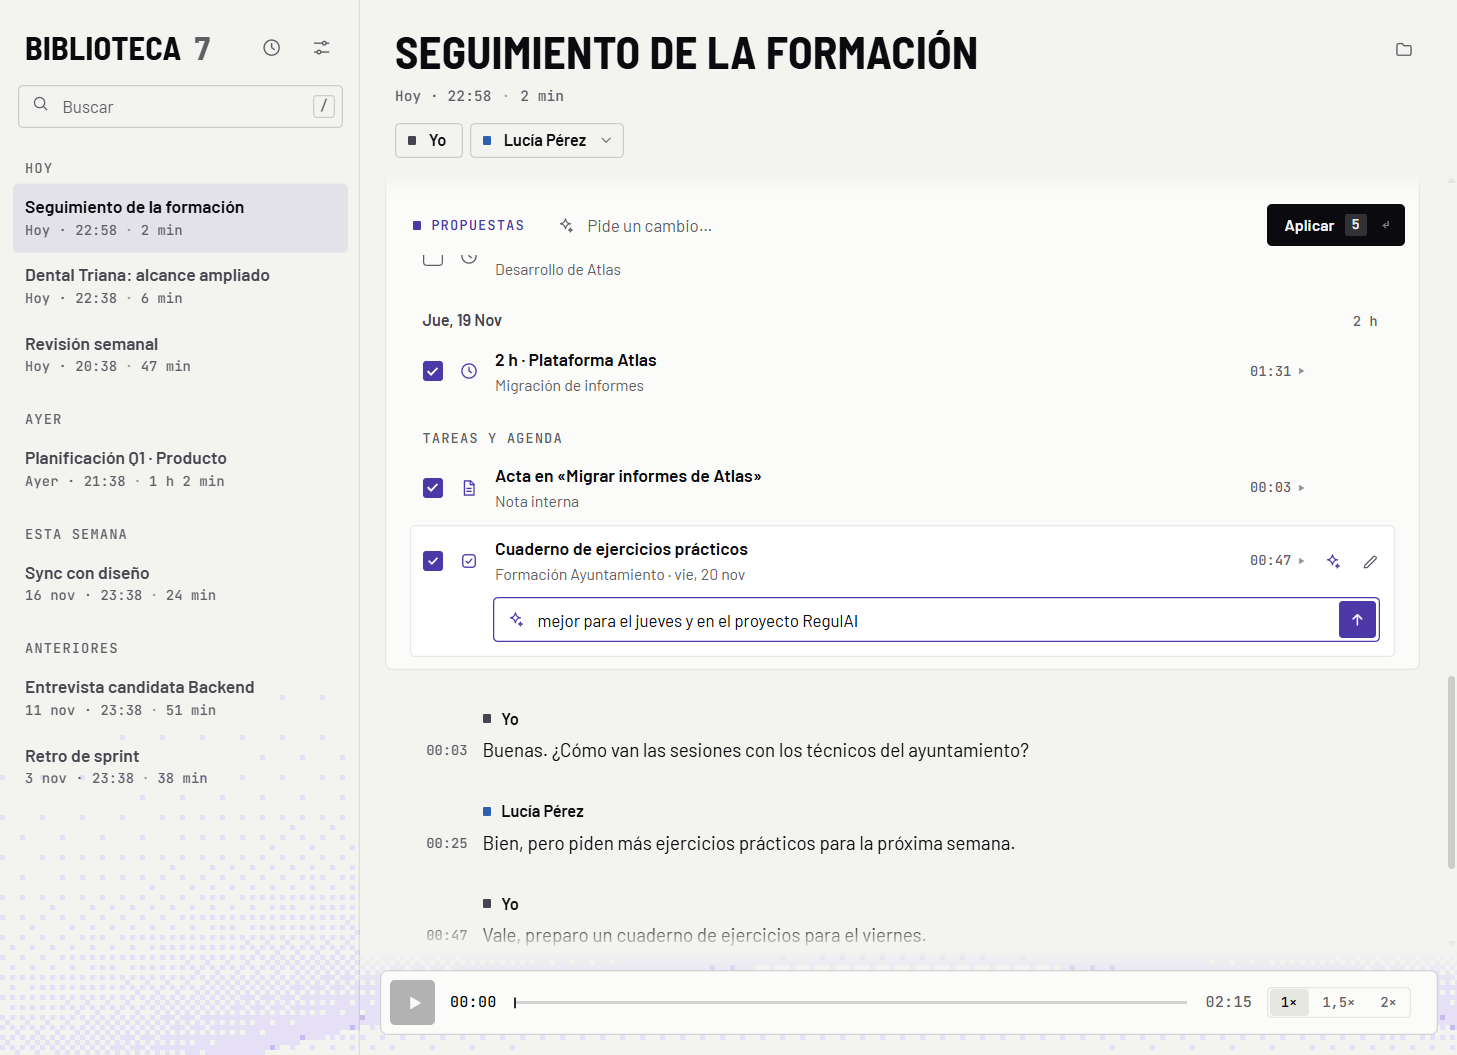 BIBLIOTECA 7
Buscar /
HOY
Seguimiento de la formación
Hoy · 22:58 · 2 min
Dental Triana: alcance ampliado
Hoy · 22:38 · 6 min
Revisión semanal
Hoy · 20:38 · 47 min
AYER
Planificación Q1 · Producto
Ayer · 21:38 · 1 h 2 min
ESTA SEMANA
Sync con diseño
16 nov · 23:38 · 24 min
ANTERIORES
Entrevista candidata Backend
11 nov · 23:38 · 51 min
Retro de sprint
3 nov · 23:38 · 38 min
SEGUIMIENTO DE LA FORMACIÓN
Hoy · 22:58 · 2 min
Yo
Lucía Pérez
PROPUESTAS
Pide un cambio...
Aplicar 5
Desarrollo de Atlas
Jue, 19 Nov 2 h
2 h · Plataforma Atlas
Migración de informes
01:31
TAREAS Y AGENDA
Acta en «Migrar informes de Atlas»
Nota interna
00:03
Cuaderno de ejercicios prácticos
Formación Ayuntamiento · vie, 20 nov
00:47
mejor para el jueves y en el proyecto RegulAI
Yo
00:03 Buenas. ¿Cómo van las sesiones con los técnicos del ayuntamiento?
Lucía Pérez
00:25 Bien, pero piden más ejercicios prácticos para la próxima semana.
Yo
00:47 Vale, preparo un cuaderno de ejercicios para el viernes.
00:00 02:15 1× 1,5× 2×